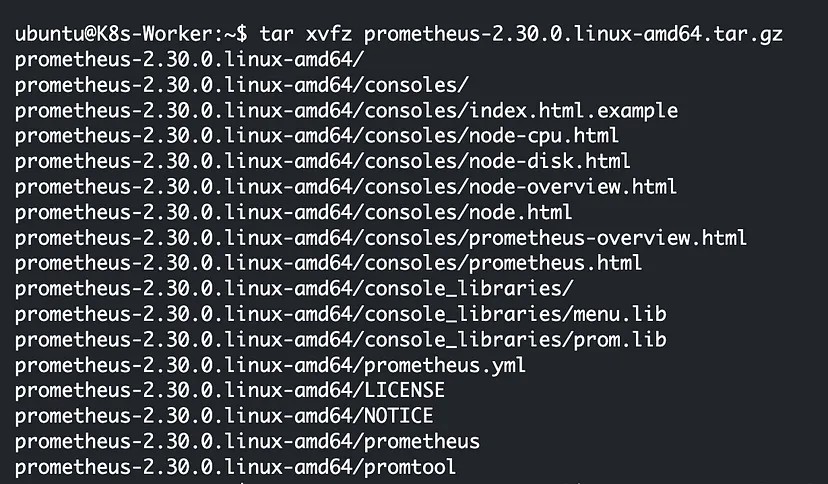 ubuntu@K8s-Worker:~$ tar xvfz prometheus-2.30.0.linux-amd64.tar.gz
prometheus-2.30.0.linux-amd64/
prometheus-2.30.0.linux-amd64/consoles/
prometheus-2.30.0.linux-amd64/consoles/index.html.example
prometheus-2.30.0.linux-amd64/consoles/node-cpu.html
prometheus-2.30.0.linux-amd64/consoles/node-disk.html
prometheus-2.30.0.linux-amd64/consoles/node-overview.html
prometheus-2.30.0.linux-amd64/consoles/node.html
prometheus-2.30.0.linux-amd64/consoles/prometheus-overview.html
prometheus-2.30.0.linux-amd64/consoles/prometheus.html
prometheus-2.30.0.linux-amd64/console_libraries/
prometheus-2.30.0.linux-amd64/console_libraries/menu.lib
prometheus-2.30.0.linux-amd64/console_libraries/prom.lib
prometheus-2.30.0.linux-amd64/prometheus.yml
prometheus-2.30.0.linux-amd64/LICENSE
prometheus-2.30.0.linux-amd64/NOTICE
prometheus-2.30.0.linux-amd64/prometheus
prometheus-2.30.0.linux-amd64/promtool